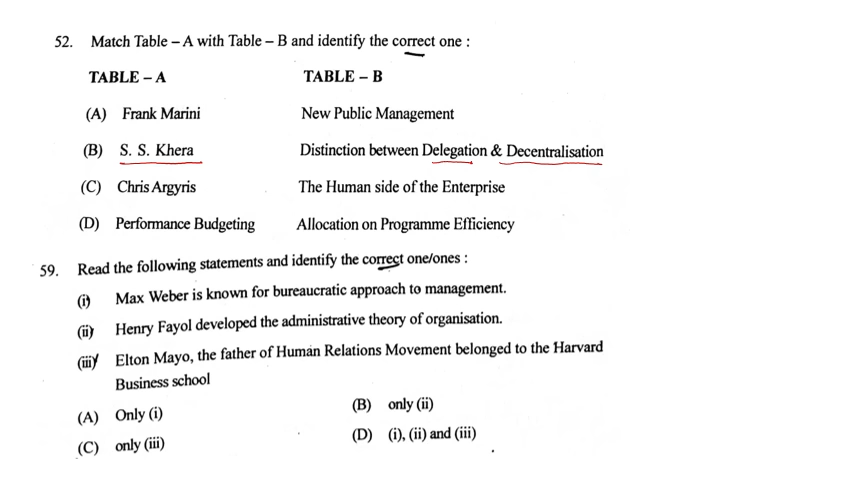 52. Match Table – A with Table – B and identify the correct one :
TABLE – A TABLE – B
(A) Frank Marini New Public Management
(B) S. S. Khera Distinction between Delegation & Decentralisation
(C) Chris Argyris The Human side of the Enterprise
(D) Performance Budgeting Allocation on Programme Efficiency
59. Read the following statements and identify the correct one/ones :
(i) Max Weber is known for bureaucratic approach to management.
(ii) Henry Fayol developed the administrative theory of organisation.
(iii) Elton Mayo, the father of Human Relations Movement belonged to the Harvard
Business school
(A) Only (i) (B) only (ii)
(C) only (iii) (D) (i), (ii) and (iii)